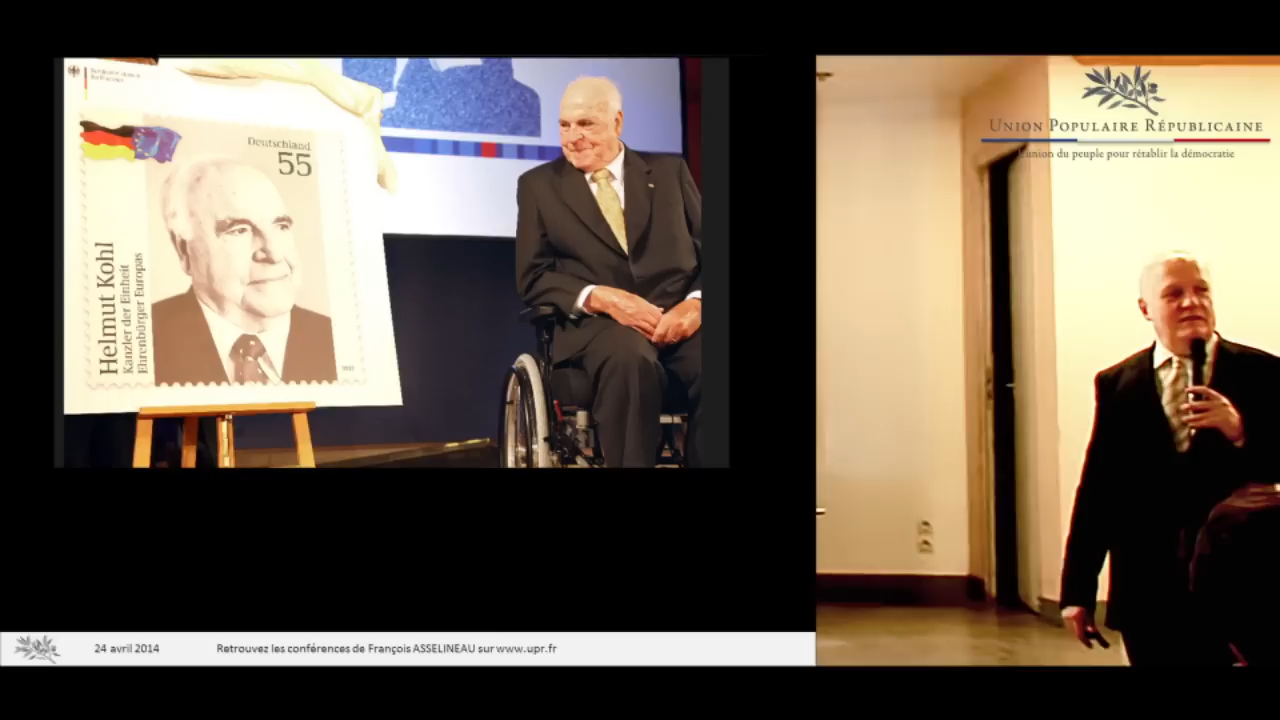 Deutschland
55
Helmut Kohl
Kanzler der Einheit
Ehrenbürger Europas
UNION POPULAIRE RÉPUBLICAINE
L'union du peuple pour rétablir la démocratie
24 avril 2014
Retrouvez les conférences de François ASSELINEAU sur www.upr.fr